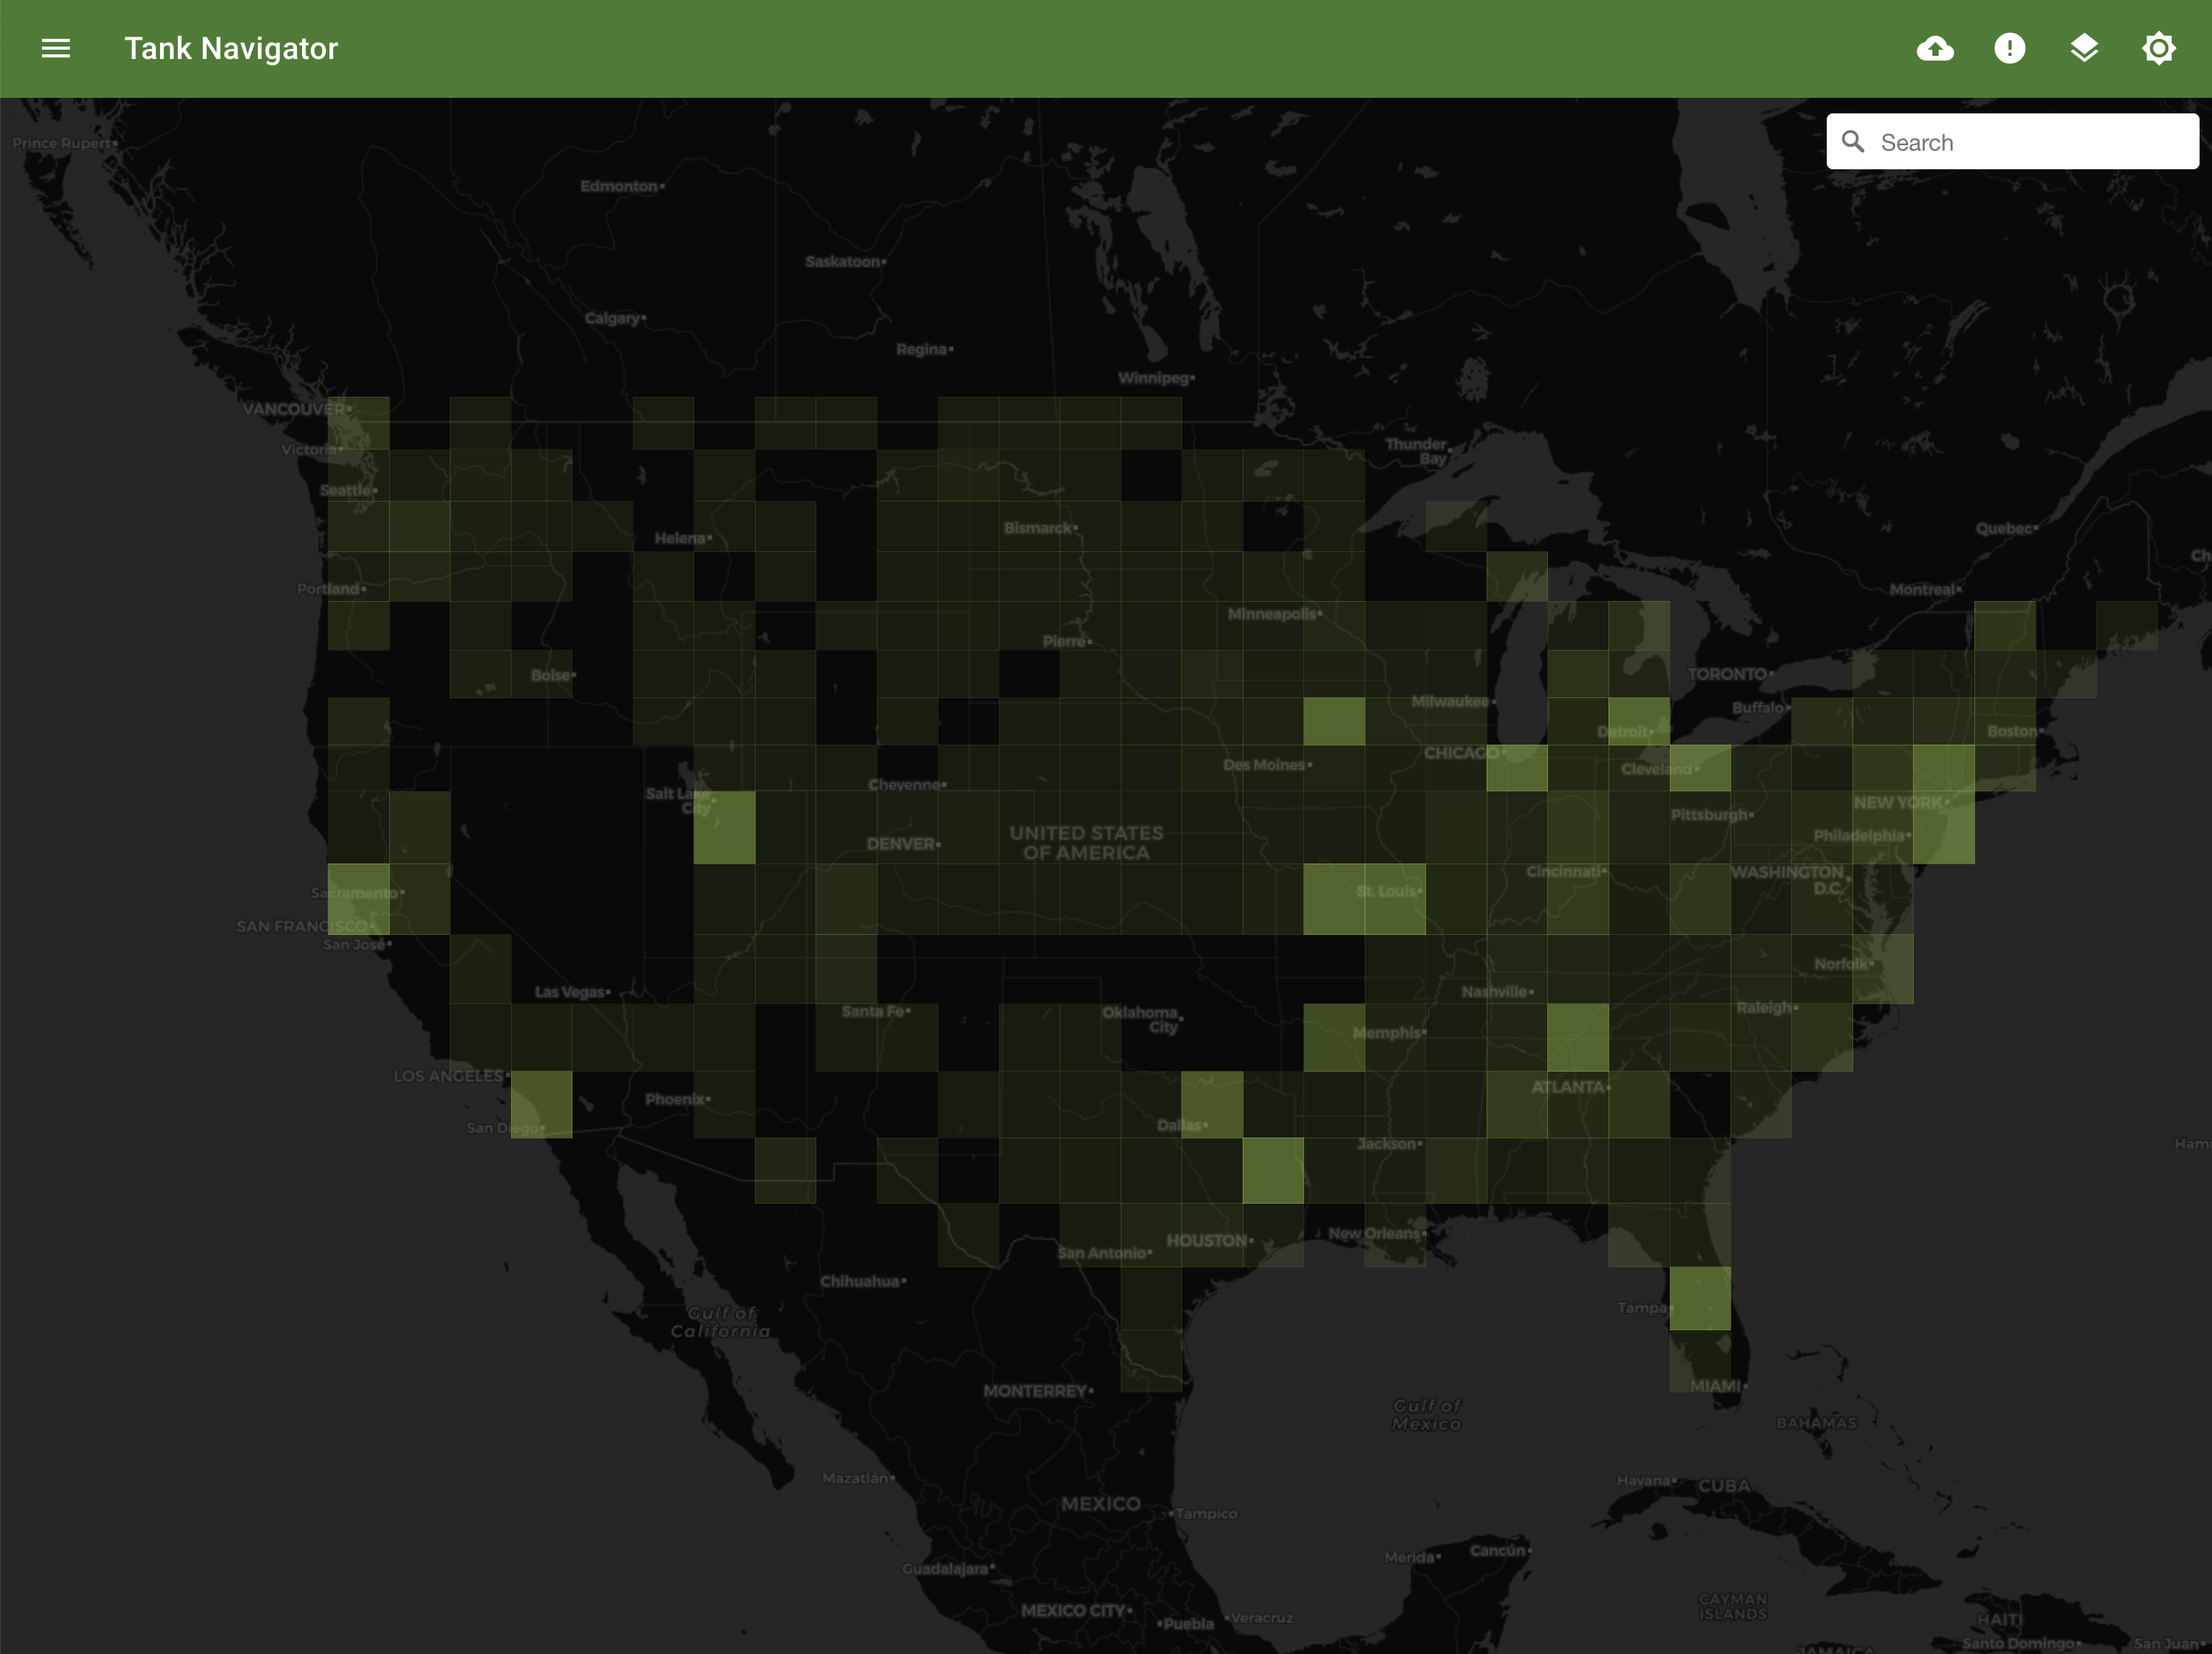 Tank Navigator
Search
Prince Rupert
Edmonton
Saskatoon
Calgary
Regina
Winnipeg
VANCOUVER
Victoria
Thunder
Bay
Seattle
Bismarck
Quebec
Helena
Ch
Portland
Montreal
Minneapolis
Pierre
Boise
TORONTO
Milwaukee
Buffalo
Detroit
Boston
CHICAGO
Des Moines
Cleveland
Cheyenne
Salt Lake
City
NEW YORK
Pittsburgh
UNITED STATES
OF AMERICA
Philadelphia
DENVER
Cincinnati
WASHINGTON
D.C.
Sacramento
St. Louis
SAN FRANCISCO
San José
Norfolk
Las Vegas
Nashville
Raleigh
Santa Fe
Oklahoma
City
Memphis
LOS ANGELES
ATLANTA
Phoenix
San Diego
Dallas
Jackson
Ham
New Orleans
HOUSTON
San Antonio
Chihuahua
Gulf of
California
Tampa
MIAMI
MONTERREY
Gulf of
Mexico
BAHAMAS
Mazatlán
Havana
CUBA
MEXICO
Tampico
Mérida
Cancún
Guadalajara
CAYMAN
ISLANDS
MEXICO CITY
Puebla
Veracruz
HAITI
Santo Domingo
San Juan
JAMAICA